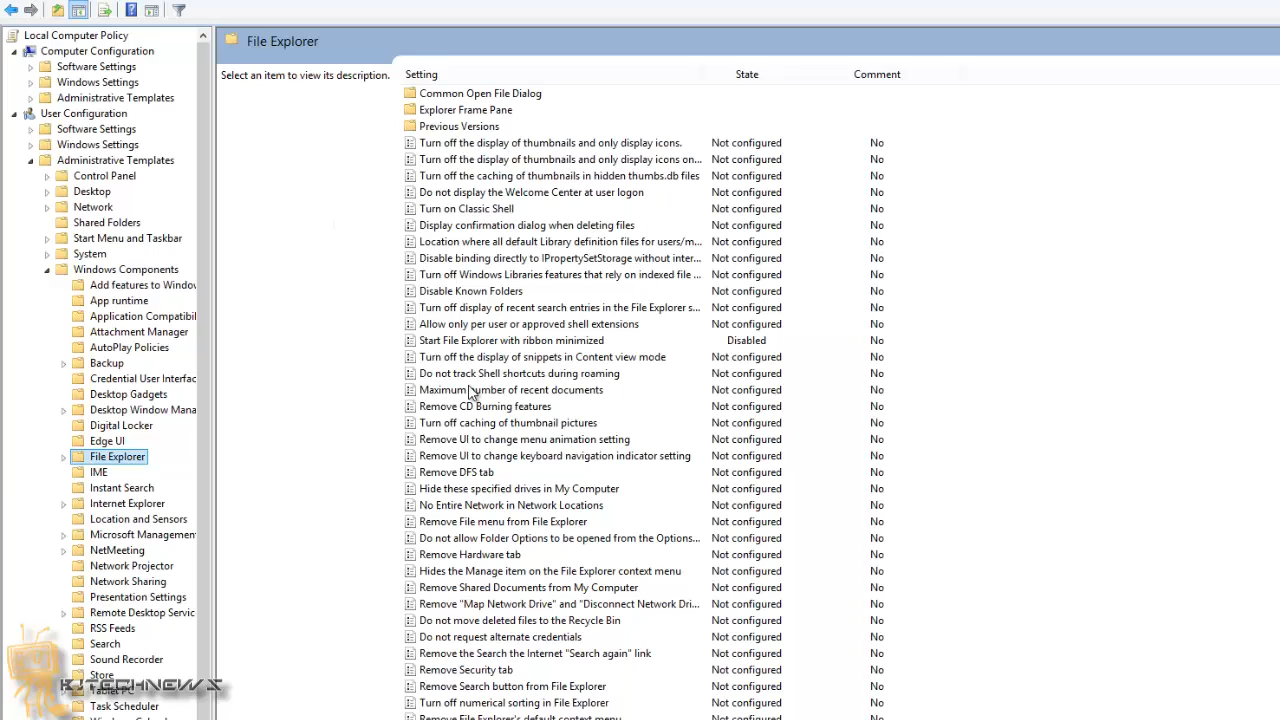 Local Computer Policy
Computer Configuration
Software Settings
Windows Settings
Administrative Templates
User Configuration
Software Settings
Windows Settings
Administrative Templates
Control Panel
Desktop
Network
Shared Folders
Start Menu and Taskbar
System
Windows Components
Add features to Window
App runtime
Application Compatibil
Attachment Manager
AutoPlay Policies
Backup
Credential User Interfac
Desktop Gadgets
Desktop Window Mana
Digital Locker
Edge UI
File Explorer
IME
Instant Search
Internet Explorer
Location and Sensors
Microsoft Managemen
NetMeeting
Network Projector
Network Sharing
Presentation Settings
Remote Desktop Servic
RSS Feeds
Search
Sound Recorder
Store
Tablet PC
Task Scheduler
File Explorer
Select an item to view its description.
Setting State Comment
Common Open File Dialog
Explorer Frame Pane
Previous Versions
Turn off the display of thumbnails and only display icons. Not configured No
Turn off the display of thumbnails and only display icons on... Not configured No
Turn off the caching of thumbnails in hidden thumbs.db files Not configured No
Do not display the Welcome Center at user logon Not configured No
Turn on Classic Shell Not configured No
Display confirmation dialog when deleting files Not configured No
Location where all default Library definition files for users/m... Not configured No
Disable binding directly to IPropertySetStorage without inter... Not configured No
Turn off Windows Libraries features that rely on indexed file ... Not configured No
Disable Known Folders Not configured No
Turn off display of recent search entries in the File Explorer s... Not configured No
Allow only per user or approved shell extensions Not configured No
Start File Explorer with ribbon minimized Disabled No
Turn off the display of snippets in Content view mode Not configured No
Do not track Shell shortcuts during roaming Not configured No
Maximum number of recent documents Not configured No
Remove CD Burning features Not configured No
Turn off caching of thumbnail pictures Not configured No
Remove UI to change menu animation setting Not configured No
Remove UI to change keyboard navigation indicator setting Not configured No
Remove DFS tab Not configured No
Hide these specified drives in My Computer Not configured No
No Entire Network in Network Locations Not configured No
Remove File menu from File Explorer Not configured No
Do not allow Folder Options to be opened from the Options... Not configured No
Remove Hardware tab Not configured No
Hides the Manage item on the File Explorer context menu Not configured No
Remove Shared Documents from My Computer Not configured No
Remove "Map Network Drive" and "Disconnect Network Dri... Not configured No
Do not move deleted files to the Recycle Bin Not configured No
Do not request alternate credentials Not configured No
Remove the Search the Internet "Search again" link Not configured No
Remove Security tab Not configured No
Remove Search button from File Explorer Not configured No
Turn off numerical sorting in File Explorer Not configured No
Remove File Explorer's default context menu Not configured No